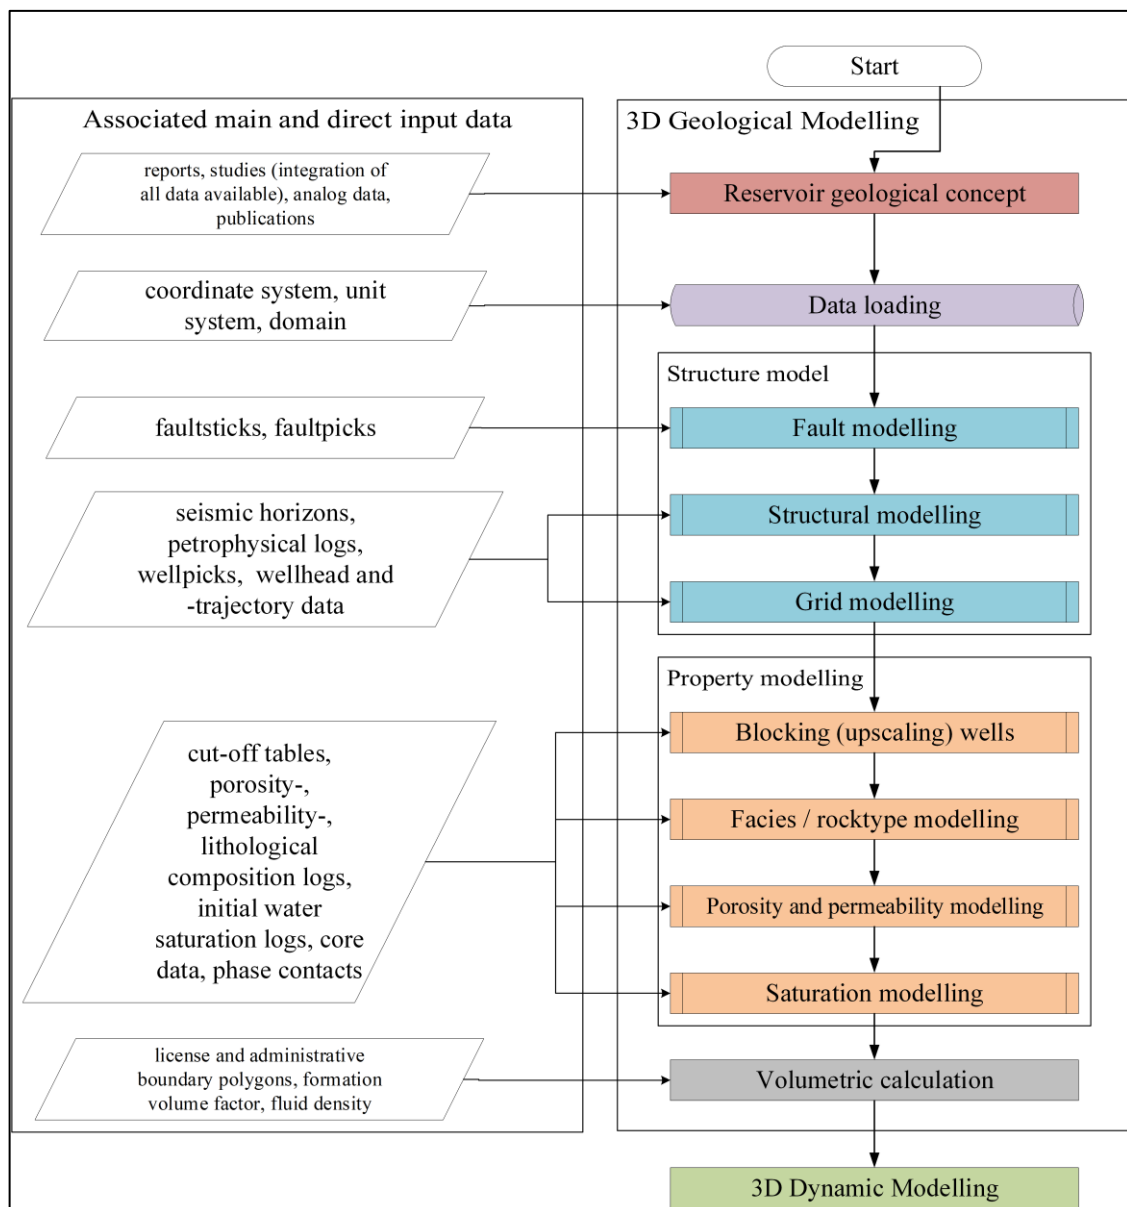 Start
Associated main and direct input data
3D Geological Modelling
reports, studies (integration of
all data available), analog data,
publications
Reservoir geological concept
coordinate system, unit
system, domain
Data loading
Structure model
faultsticks, faultpicks
Fault modelling
seismic horizons,
petrophysical logs,
wellpicks, wellhead and
-trajectory data
Structural modelling
Grid modelling
Property modelling
cut-off tables,
porosity-,
permeability-,
lithological
composition logs,
initial water
saturation logs, core
data, phase contacts
Blocking (upscaling) wells
Facies / rocktype modelling
Porosity and permeability modelling
Saturation modelling
license and administrative
boundary polygons, formation
volume factor, fluid density
Volumetric calculation
3D Dynamic Modelling